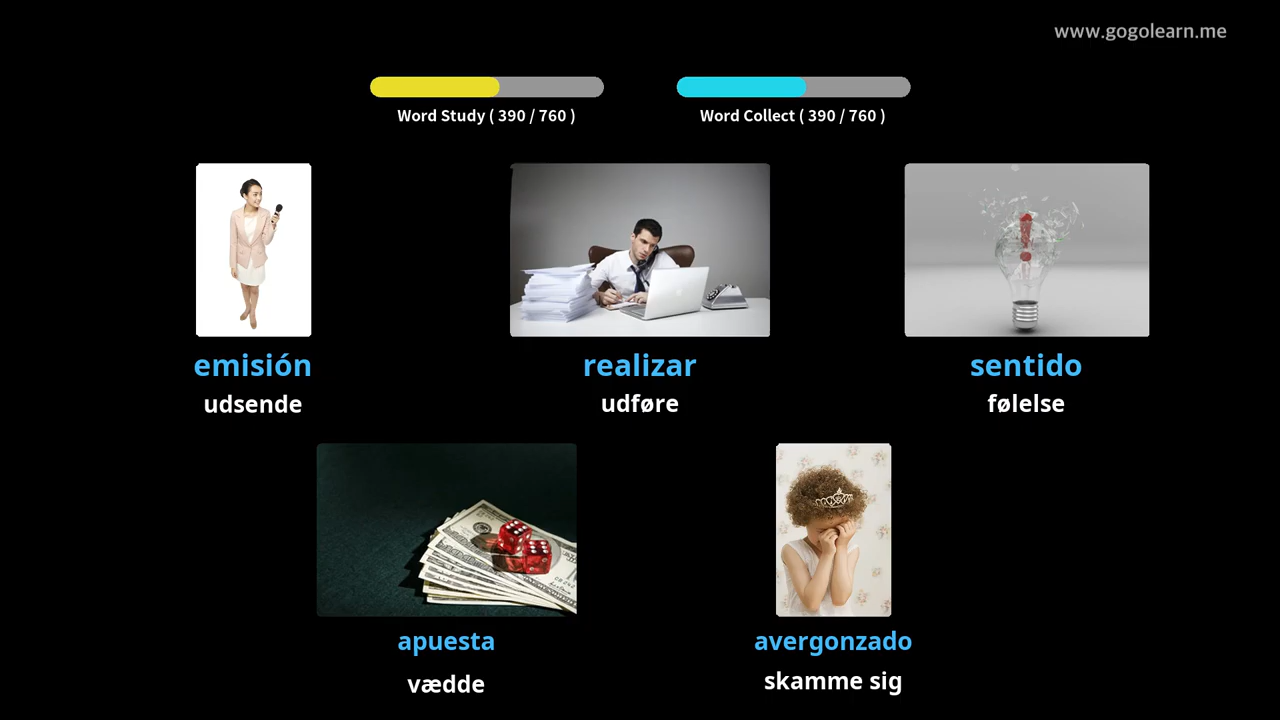 www.gogolearn.me
Word Study ( 390 / 760 )
Word Collect ( 390 / 760 )
emisión
udsende
realizar
udføre
sentido
følelse
apuesta
vædde
avergonzado
skamme sig